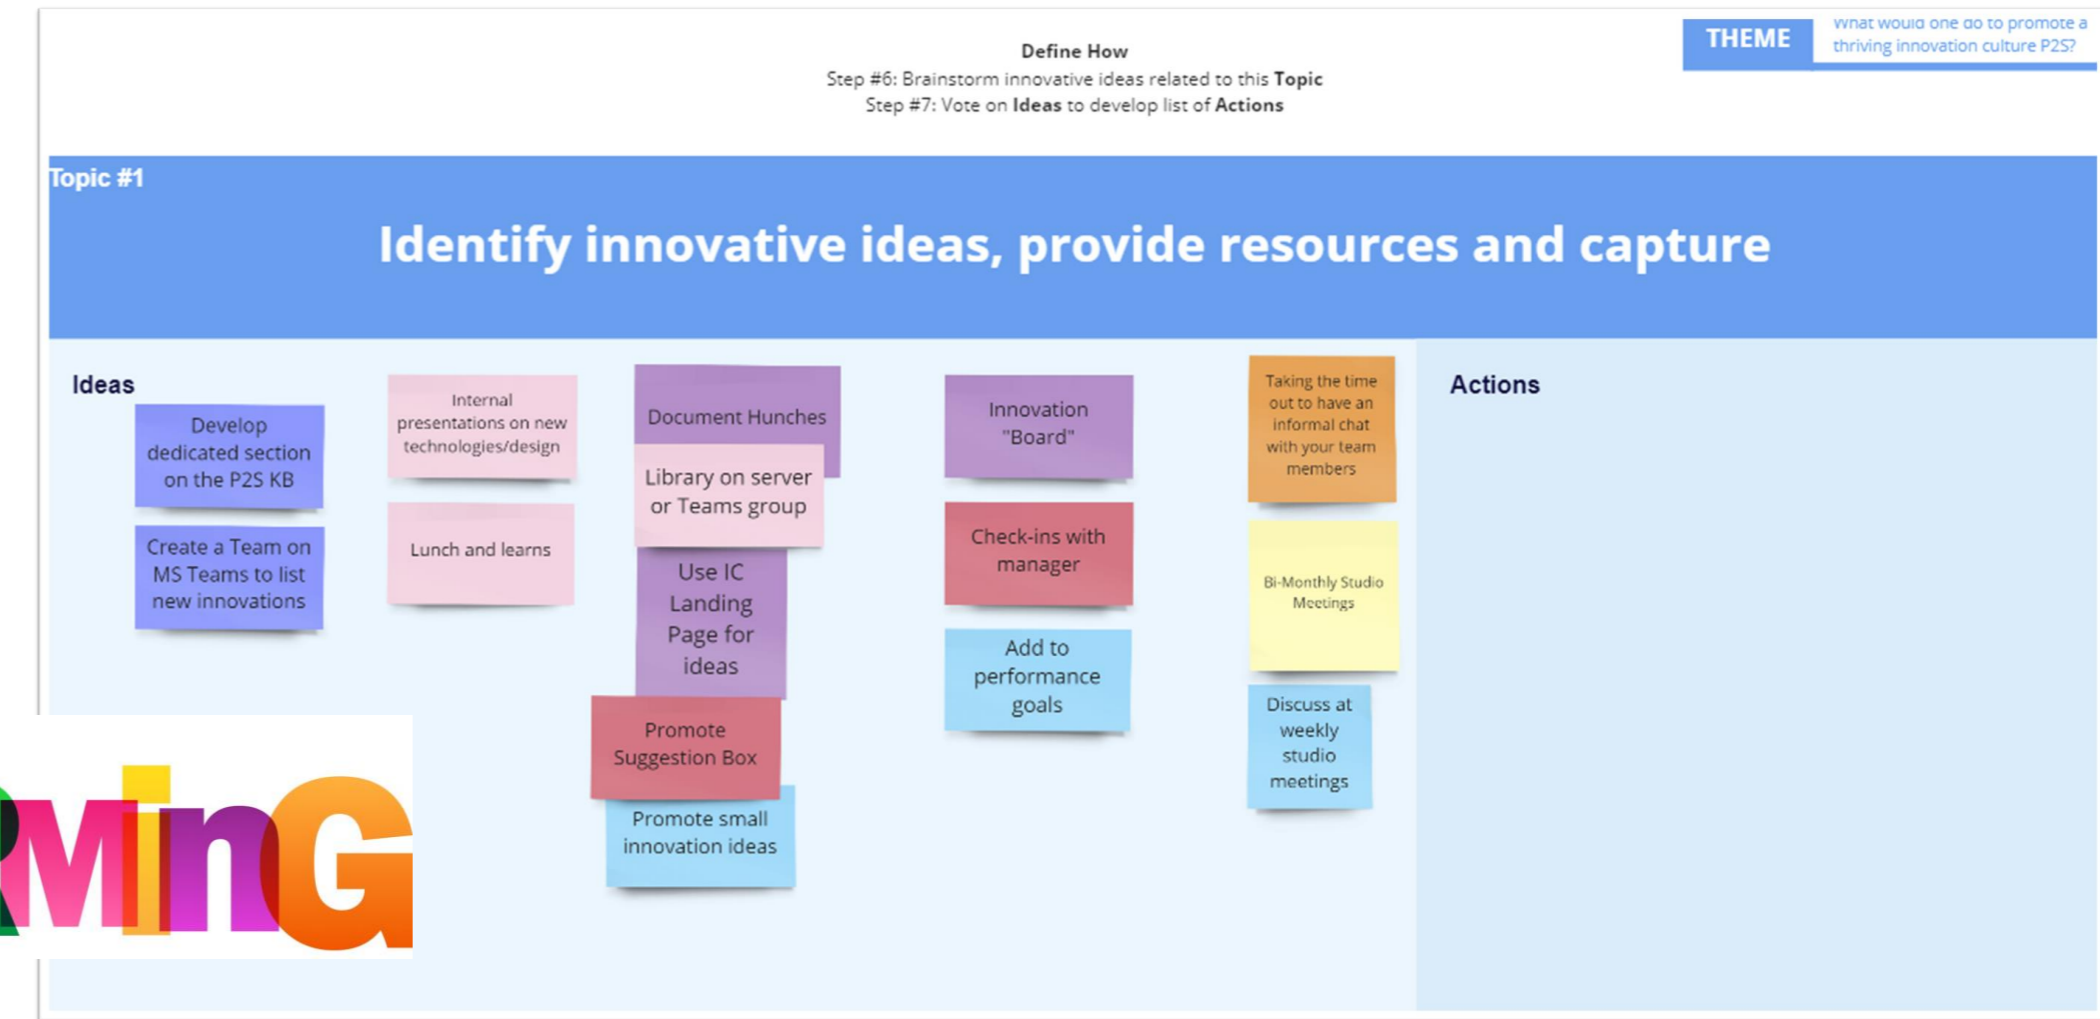 THEME
What would one do to promote a
thriving innovation culture P2S?
Define How
Step #6: Brainstorm innovative ideas related to this Topic
Step #7: Vote on Ideas to develop list of Actions
Topic #1
Identify innovative ideas, provide resources and capture
Ideas
Develop
dedicated section
on the P2S KB
Create a Team on
MS Teams to list
new innovations
Internal
presentations on new
technologies/design
Lunch and learns
Document Hunches
Library on server
or Teams group
Use IC
Landing
Page for
ideas
Promote
Suggestion Box
Promote small
innovation ideas
Innovation
"Board"
Check-ins with
manager
Add to
performance
goals
Taking the time
out to have an
informal chat
with your team
members
Bi-Monthly Studio
Meetings
Discuss at
weekly
studio
meetings
Actions
RMinG